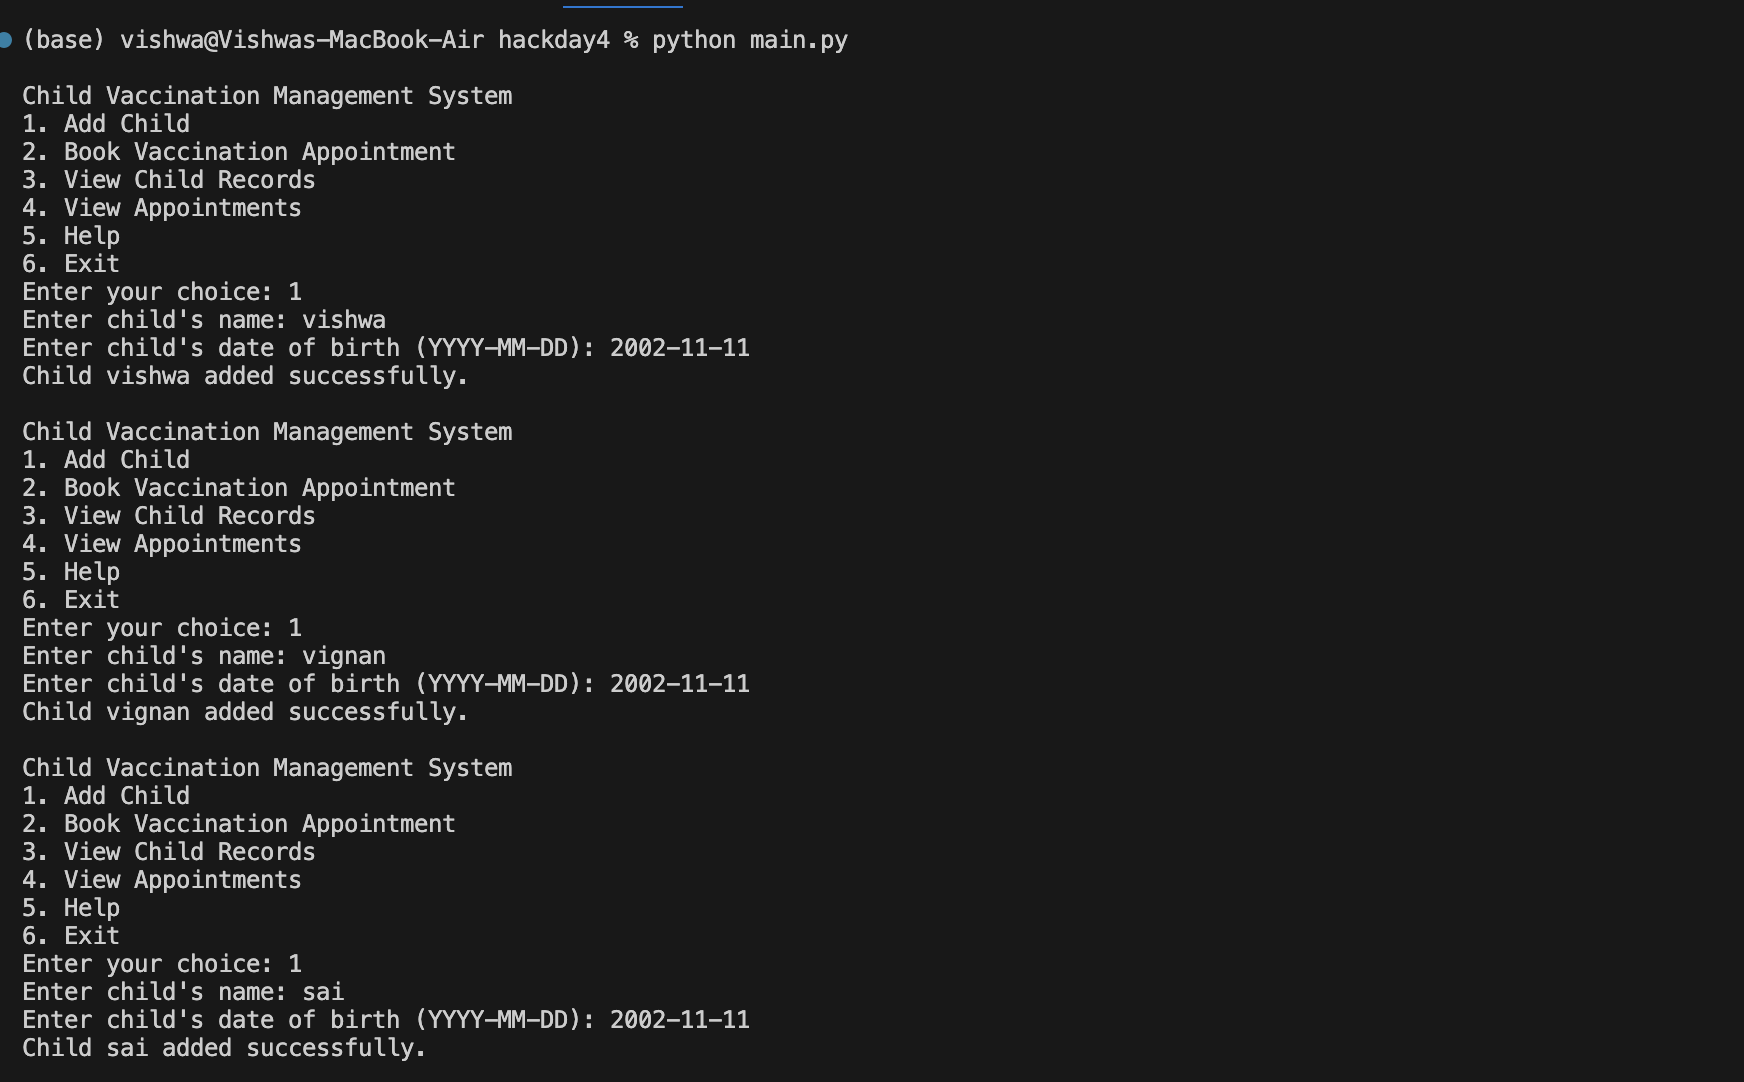 (base) vishwa@Vishwas-MacBook-Air hackday4 % python main.py
Child Vaccination Management System
1. Add Child
2. Book Vaccination Appointment
3. View Child Records
4. View Appointments
5. Help
6. Exit
Enter your choice: 1
Enter child's name: vishwa
Enter child's date of birth (YYYY-MM-DD): 2002-11-11
Child vishwa added successfully.
Child Vaccination Management System
1. Add Child
2. Book Vaccination Appointment
3. View Child Records
4. View Appointments
5. Help
6. Exit
Enter your choice: 1
Enter child's name: vignan
Enter child's date of birth (YYYY-MM-DD): 2002-11-11
Child vignan added successfully.
Child Vaccination Management System
1. Add Child
2. Book Vaccination Appointment
3. View Child Records
4. View Appointments
5. Help
6. Exit
Enter your choice: 1
Enter child's name: sai
Enter child's date of birth (YYYY-MM-DD): 2002-11-11
Child sai added successfully.